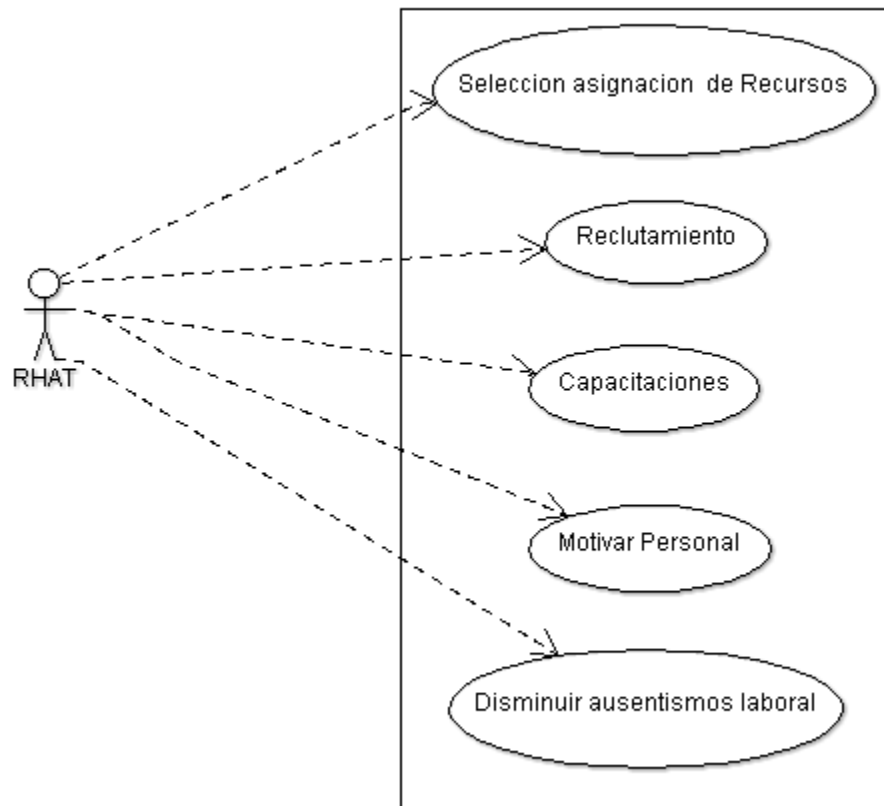 Seleccion asignacion  de Recursos
Reclutamiento
RHAT
Capacitaciones
Motivar Personal
Disminuir ausentismos laboral